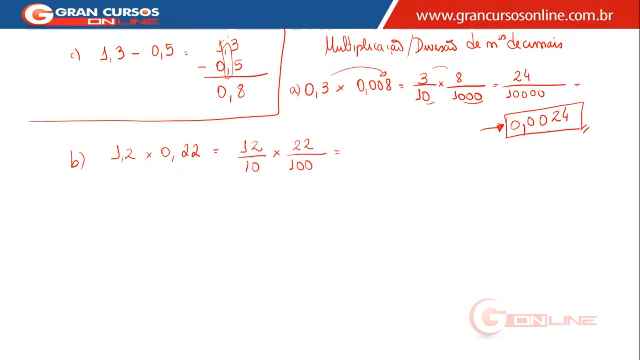 GRAN CURSOS
ONLINE
www.grancursosonline.com.br
c) 1,3 - 0,5 = 1,3
- 0,5
0,8
Multiplicação/Divisão de nºs decimais
a) 0,3 × 0,008 = 3/10 × 8/1000 = 24/10000 =
→ 0,0024
b) 1,2 × 0,22 = 12/10 × 22/100 =
G ONLINE